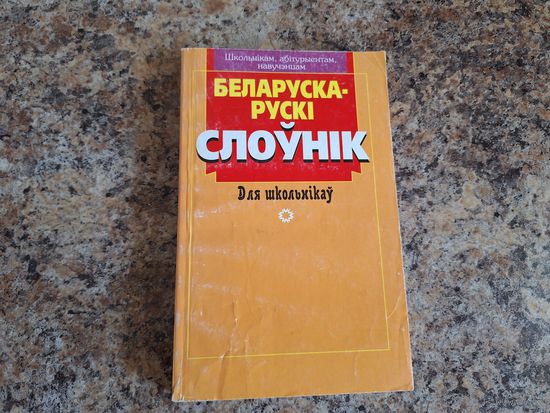 Школьнікам, абітурыентам,
навучэнцам
БЕЛАРУСКА-
РУСКІ
СЛОЎНІК
Для школьнікаў